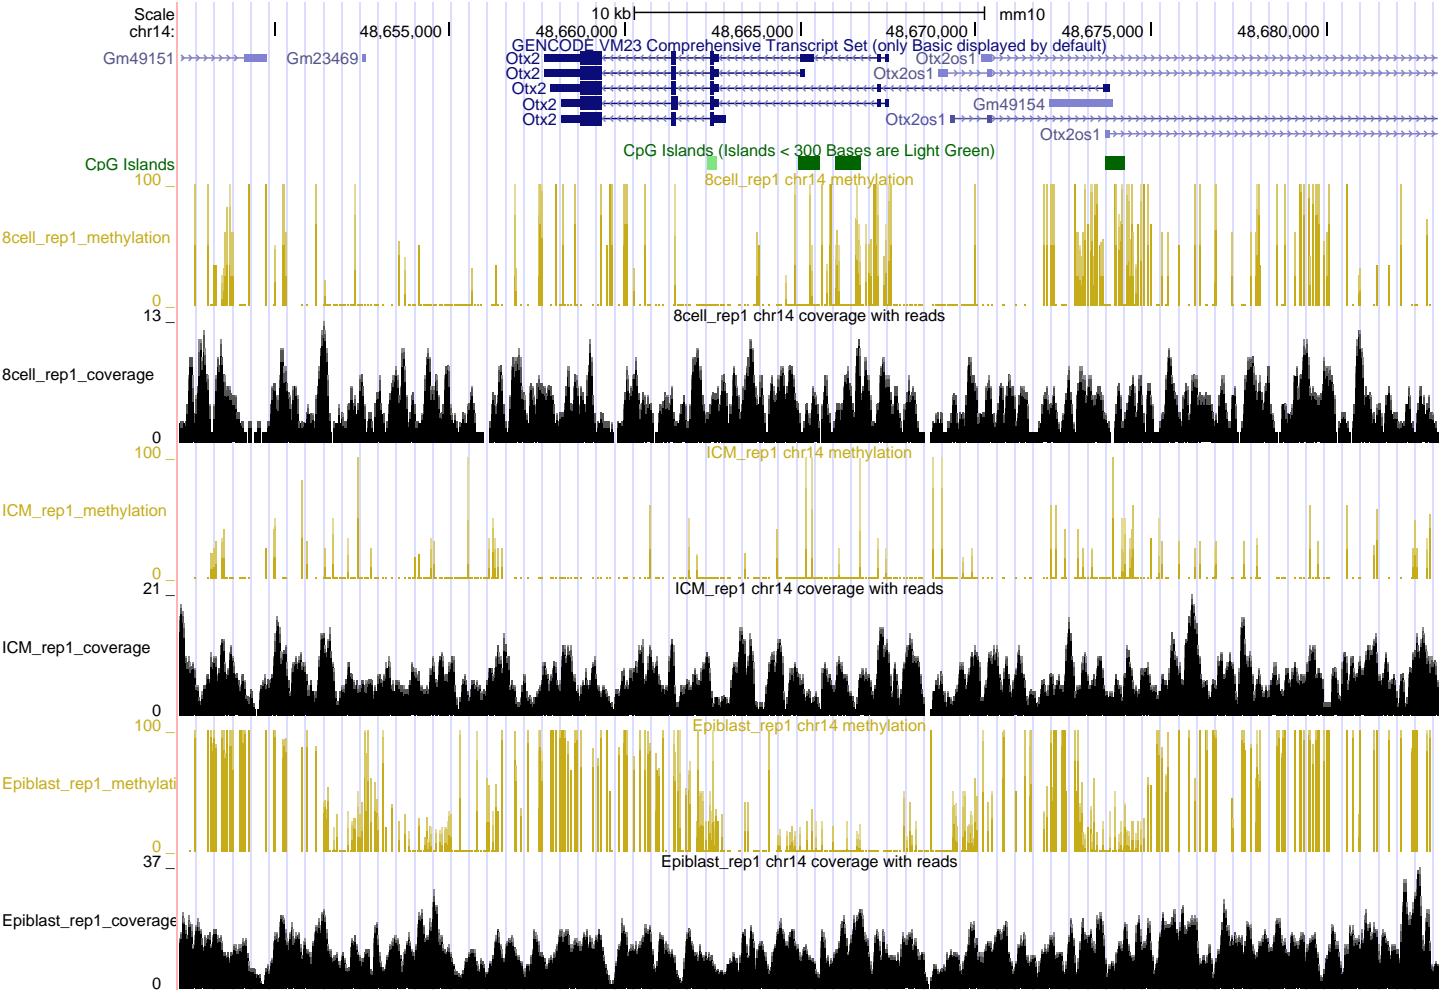 Scale 10 kb mm10
chr14: 48,655,000 48,660,000 48,665,000 48,670,000 48,675,000 48,680,000
GENCODE VM23 Comprehensive Transcript Set (only Basic displayed by default)
Gm49151 Gm23469 Otx2 Otx2os1
Otx2 Otx2os1
Otx2
Otx2 Gm49154
Otx2 Otx2os1
Otx2os1
CpG Islands (Islands < 300 Bases are Light Green)
CpG Islands
8cell_rep1 chr14 methylation
100 _
8cell_rep1_methylation
0 _
8cell_rep1 chr14 coverage with reads
13 _
8cell_rep1_coverage
0
ICM_rep1 chr14 methylation
100 _
ICM_rep1_methylation
0 _
ICM_rep1 chr14 coverage with reads
21 _
ICM_rep1_coverage
0
Epiblast_rep1 chr14 methylation
100 _
Epiblast_rep1_methylati
0 _
Epiblast_rep1 chr14 coverage with reads
37 _
Epiblast_rep1_coverage
0